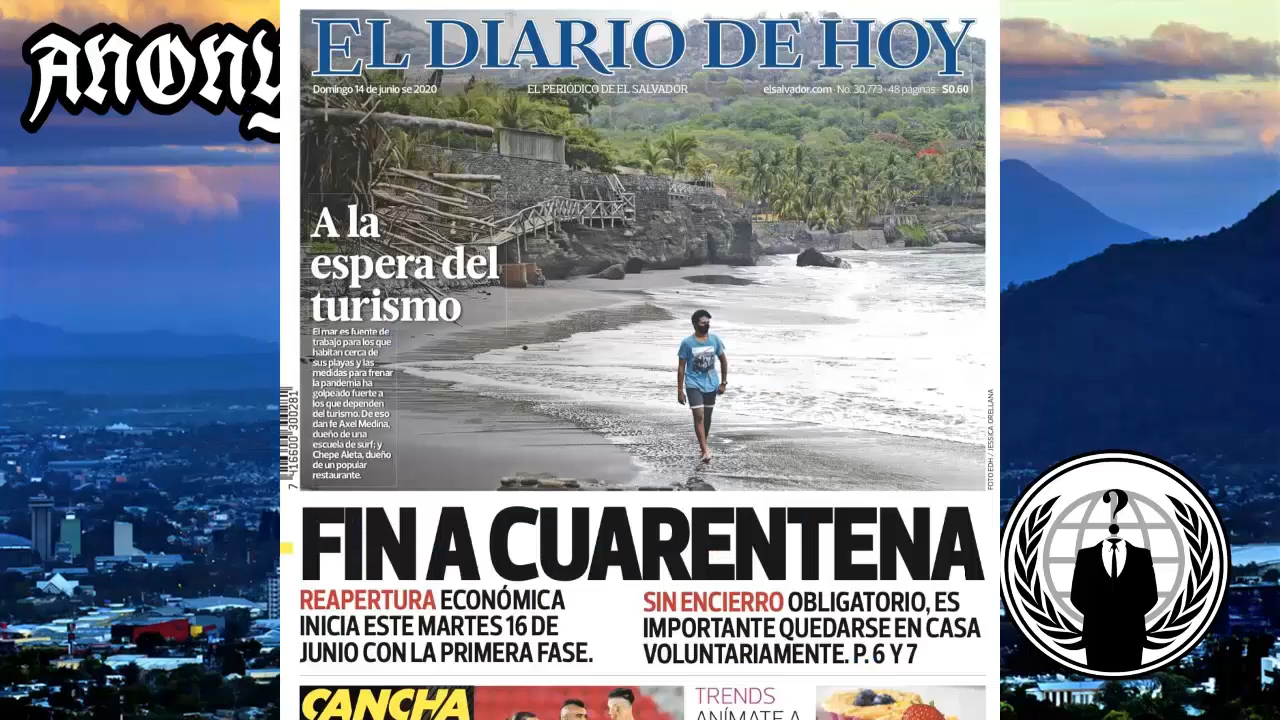 ANONY
EL DIARIO DE HOY
Domingo 14 de junio se 2020
EL PERIÓDICO DE EL SALVADOR
elsalvador.com No. 30,773 - 48 páginas - $0.60
A la
espera del
turismo
El mar es fuente de
trabajo para los que
habitan cerca de
sus playas y las
medidas para frenar
la pandemia ha
golpeado fuerte a
los que dependen
del turismo. De eso
dan fe Axel Medina,
dueño de una
escuela de surf; y
Chepe Aleta, dueño
de un popular
restaurante.
7 416600 300281
FOTO EDH / JESSICA ORELLANA
FIN A CUARENTENA
REAPERTURA ECONÓMICA
INICIA ESTE MARTES 16 DE
JUNIO CON LA PRIMERA FASE.
SIN ENCIERRO OBLIGATORIO, ES
IMPORTANTE QUEDARSE EN CASA
VOLUNTARIAMENTE. P. 6 Y 7
CANCHA
TRENDS
ANÍMATE A
?